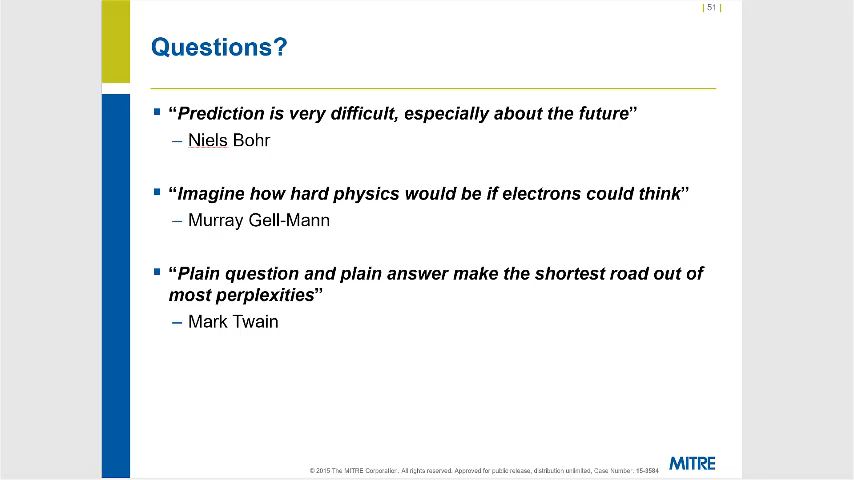 | 51 |
Questions?
▪ “Prediction is very difficult, especially about the future”
– Niels Bohr
▪ “Imagine how hard physics would be if electrons could think”
– Murray Gell-Mann
▪ “Plain question and plain answer make the shortest road out of
most perplexities”
– Mark Twain
© 2015 The MITRE Corporation. All rights reserved. Approved for public release, distribution unlimited, Case Number: 15-3584
MITRE